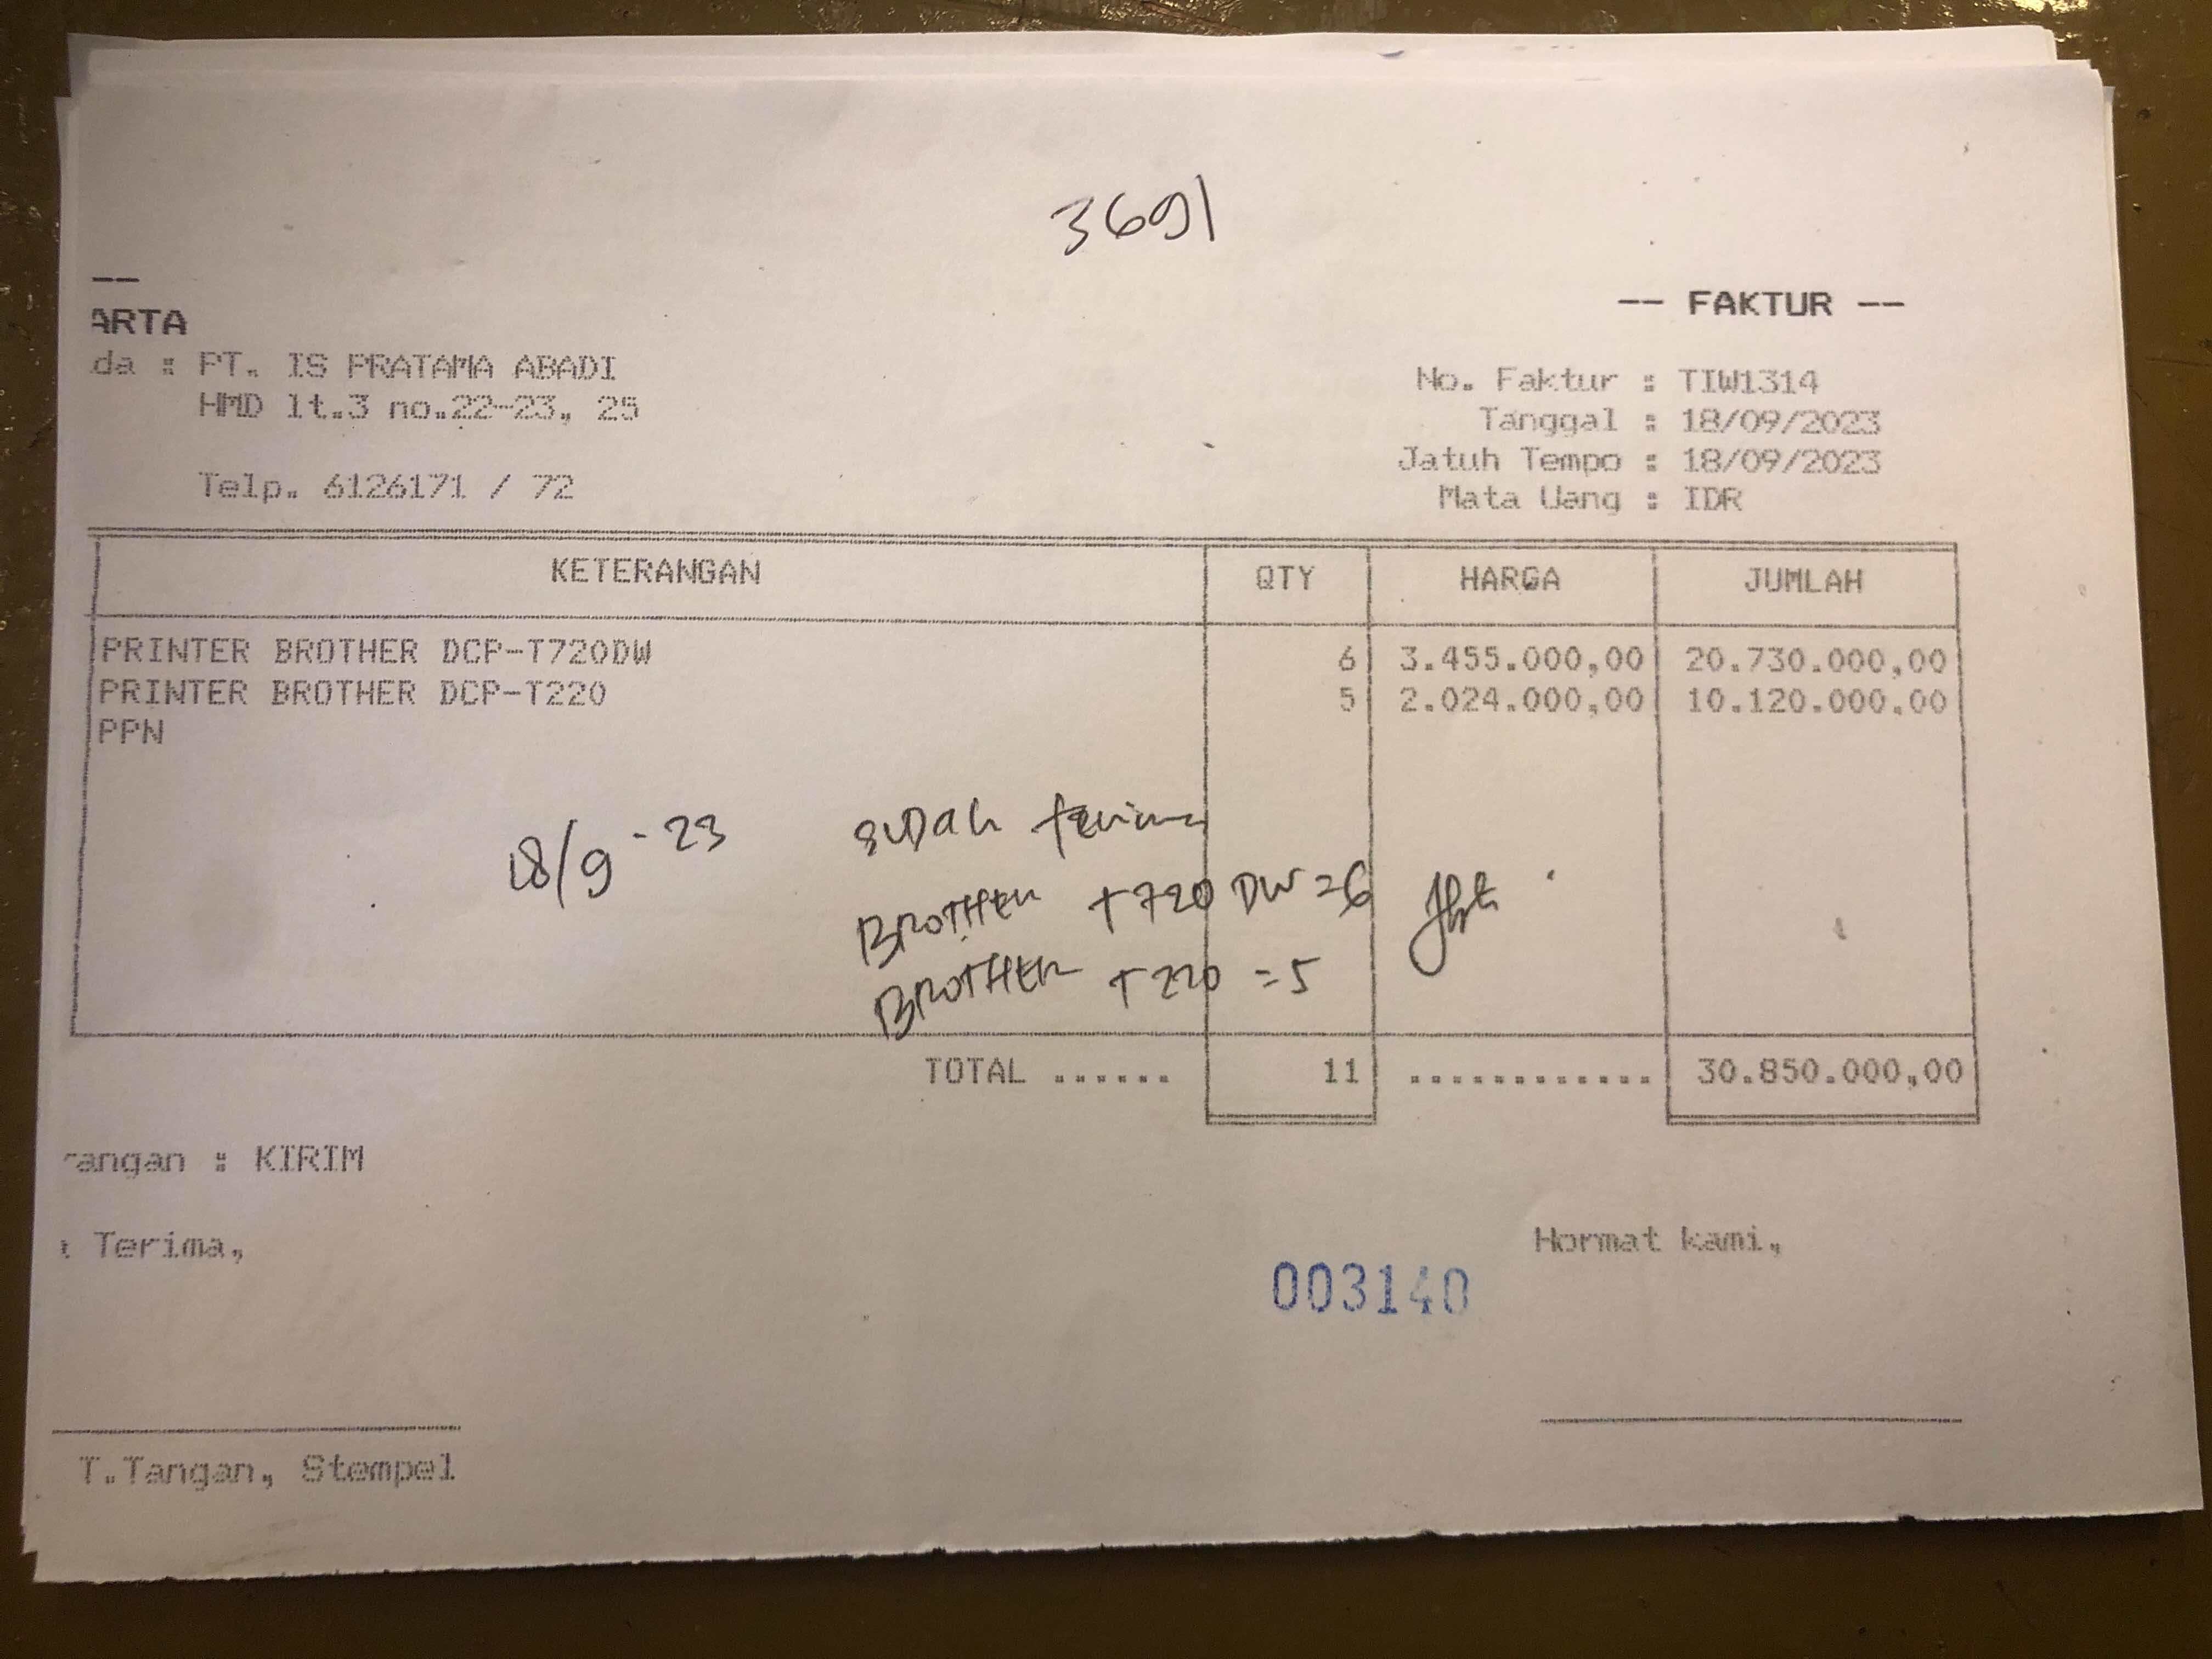 3691
--
ARTA
-- FAKTUR --
da : PT. IS PRATAMA ABADI
HMD lt.3 no.22-23, 25
Telp. 6126171 / 72
No. Faktur : TIW1314
Tanggal : 18/09/2023
Jatuh Tempo : 18/09/2023
Mata Uang : IDR
KETERANGAN QTY HARGA JUMLAH
PRINTER BROTHER DCP-T720DW 6 3.455.000,00 20.730.000,00
PRINTER BROTHER DCP-T220 5 2.024.000,00 10.120.000,00
PPN
18/9-23
sudah terima
BROTHER T720 DW = 6
BROTHER T220 = 5
TOTAL ...... 11 ............ 30.850.000,00
rangan : KIRIM
Terima,
Hormat kami,
003140
T.Tangan, Stempel